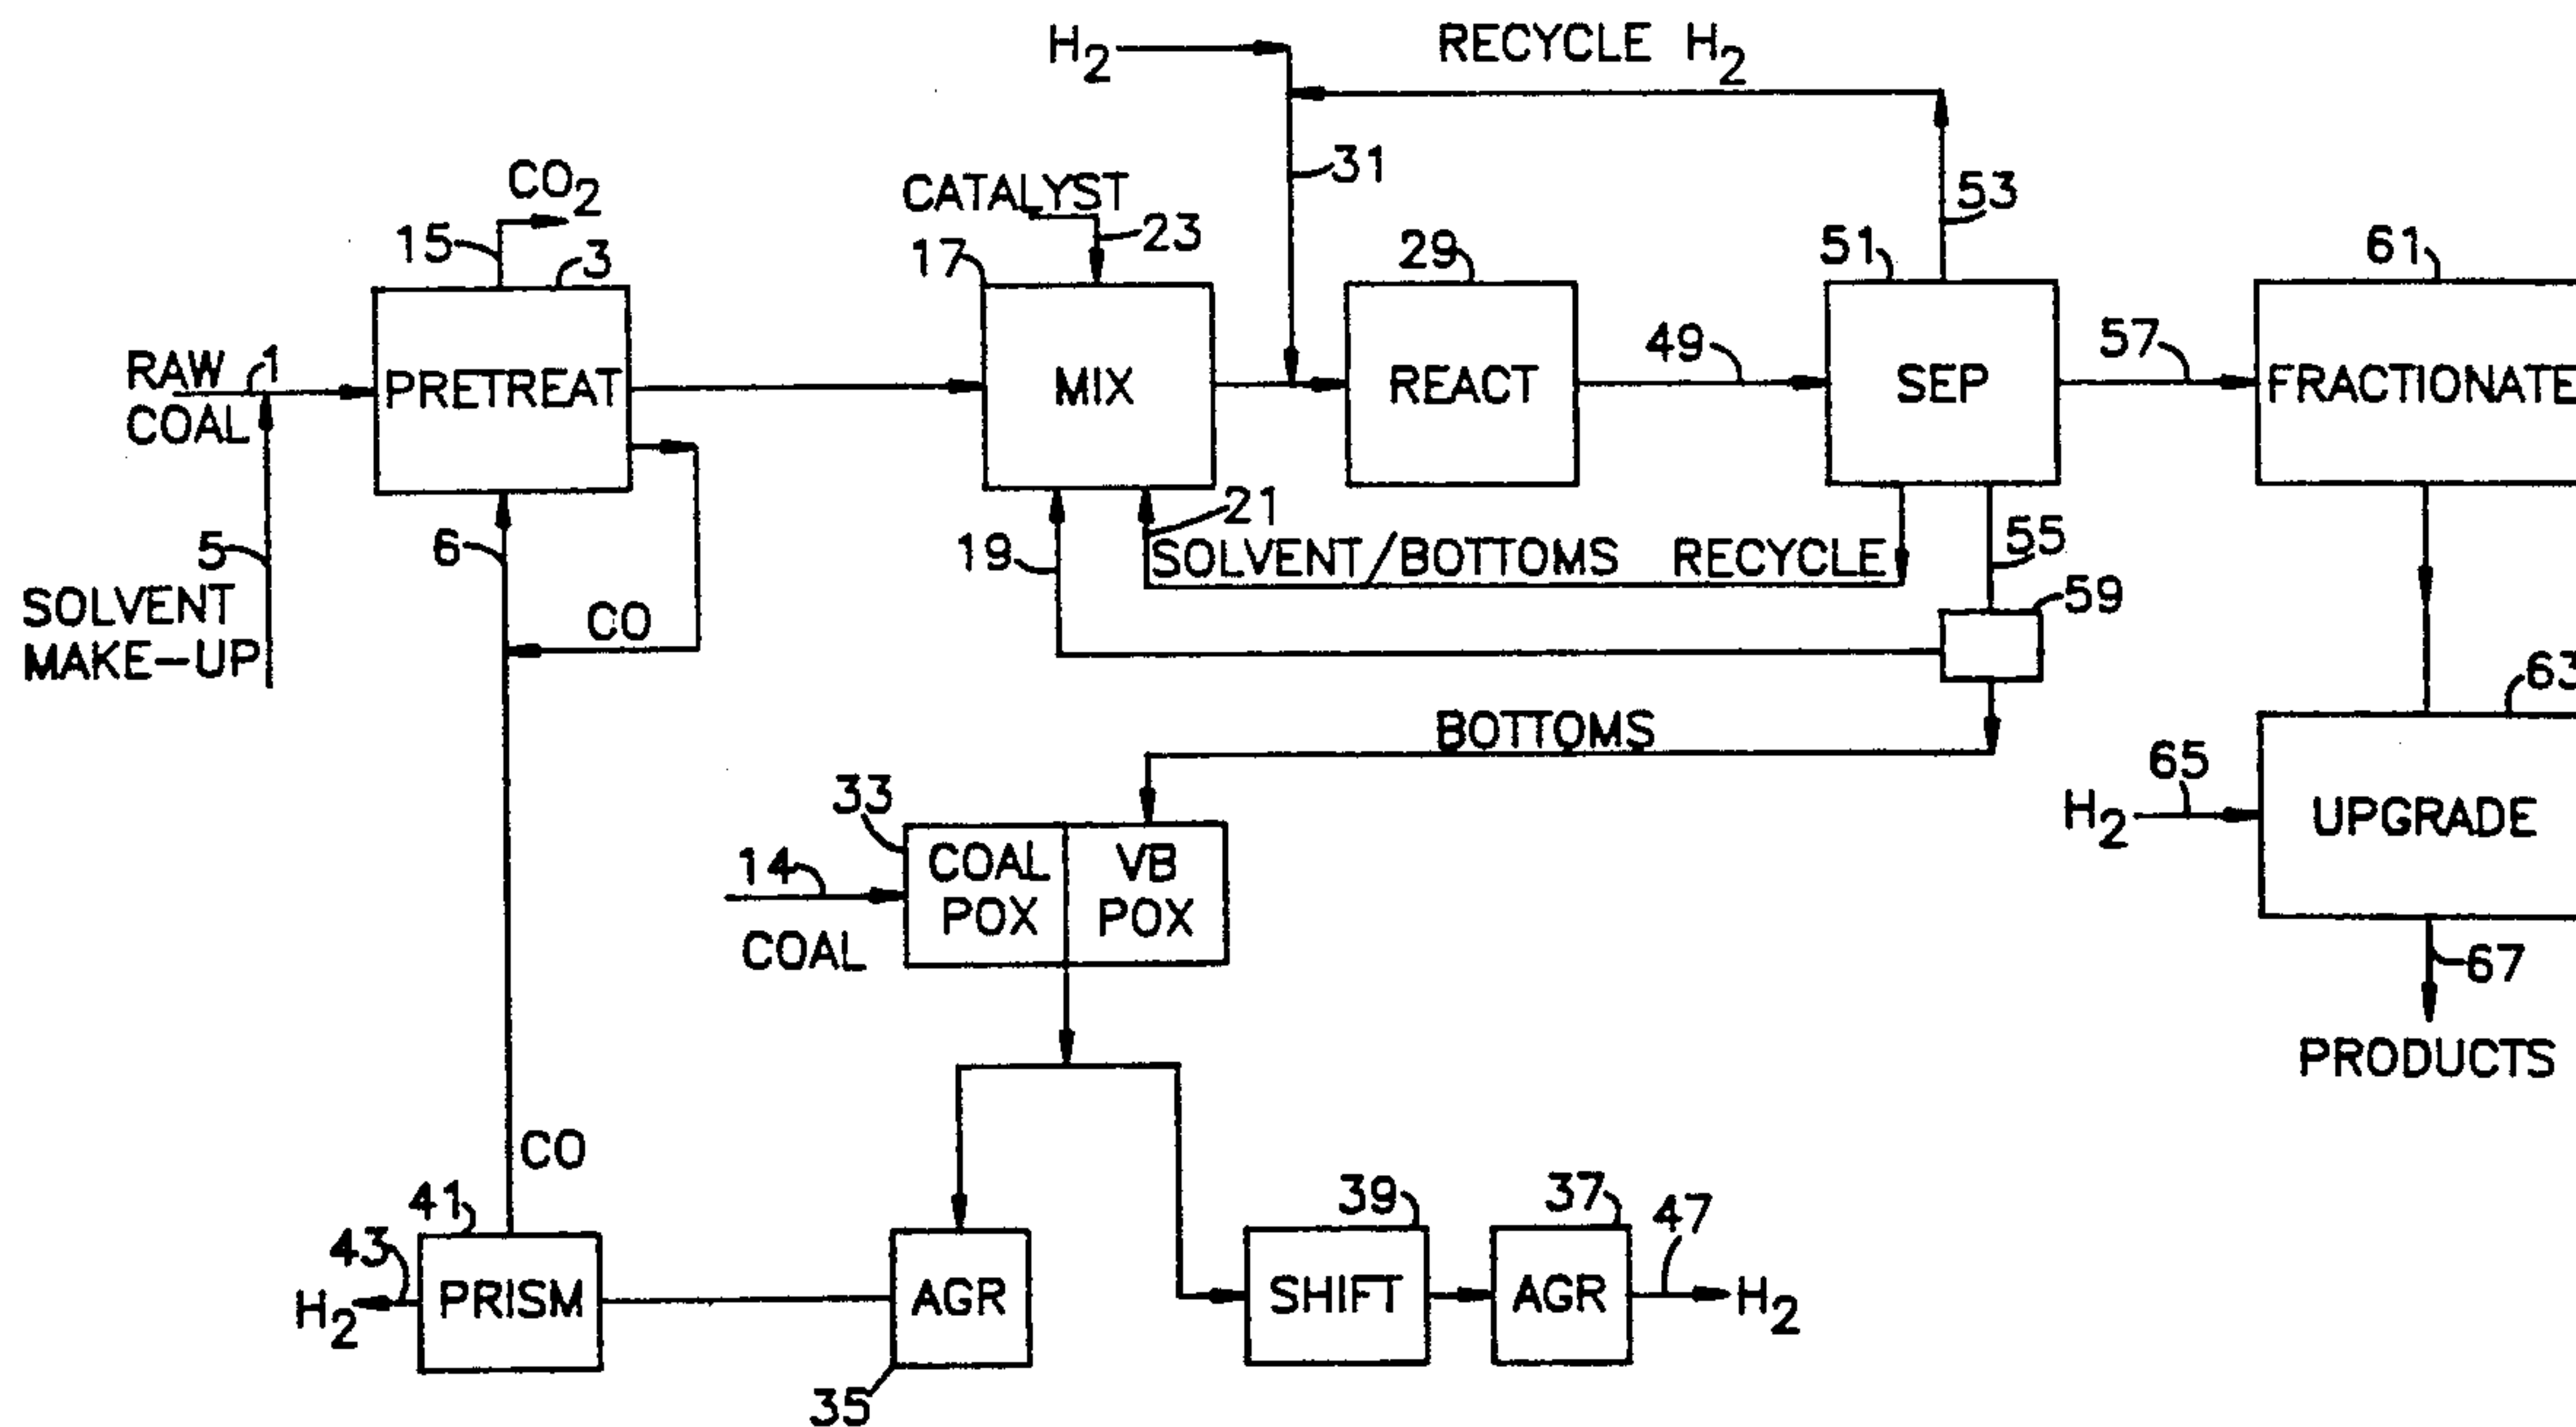 H2
RECYCLE H2
31
53
CO2
15
3
CATALYST
23
17
29
51
61
RAW
COAL
1
PRETREAT
MIX
REACT
49
SEP
57
FRACTIONATE
5
SOLVENT
MAKE-UP
6
CO
19
21
SOLVENT/BOTTOMS RECYCLE
55
59
BOTTOMS
63
65
H2
UPGRADE
33
14
COAL
COAL
POX
VB
POX
67
PRODUCTS
CO
41
43
H2
PRISM
AGR
35
39
SHIFT
37
AGR
47
H2